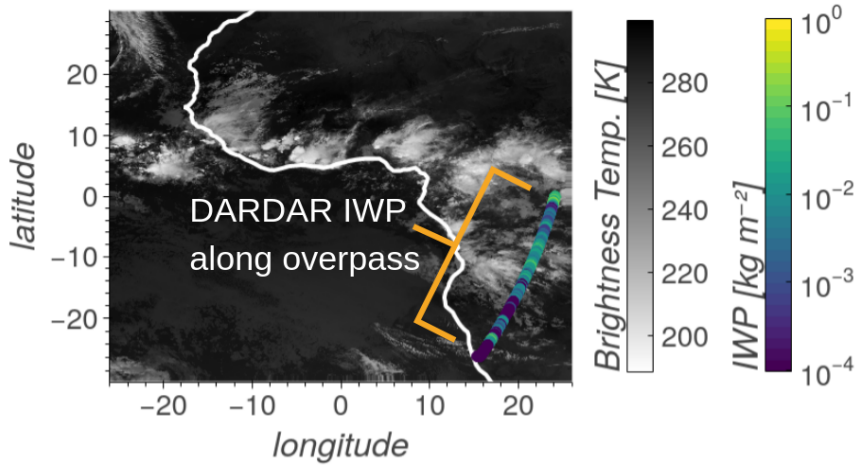 20
10
0
−10
−20
latitude
DARDAR IWP
along overpass
−20 −10 0 10 20
longitude
Brightness Temp. [K]
280
260
240
220
200
IWP [kg m⁻²]
10⁰
10⁻¹
10⁻²
10⁻³
10⁻⁴